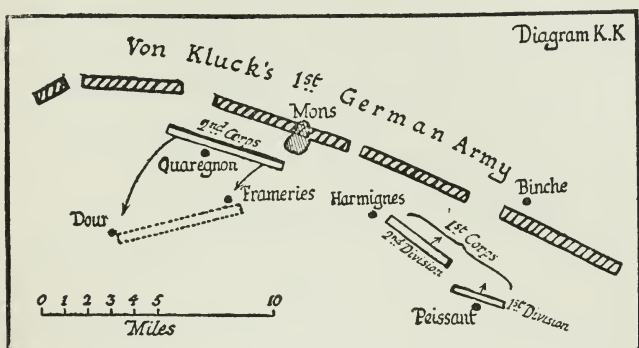 Diagram K.K
Von Kluck's 1st German Army
Mons
2nd Corps
Quaregnon
Binche
Frameries
Harmignes
1st Corps
Dour
2nd Division
1st Division
Peissant
0 1 2 3 4 5 10
Miles